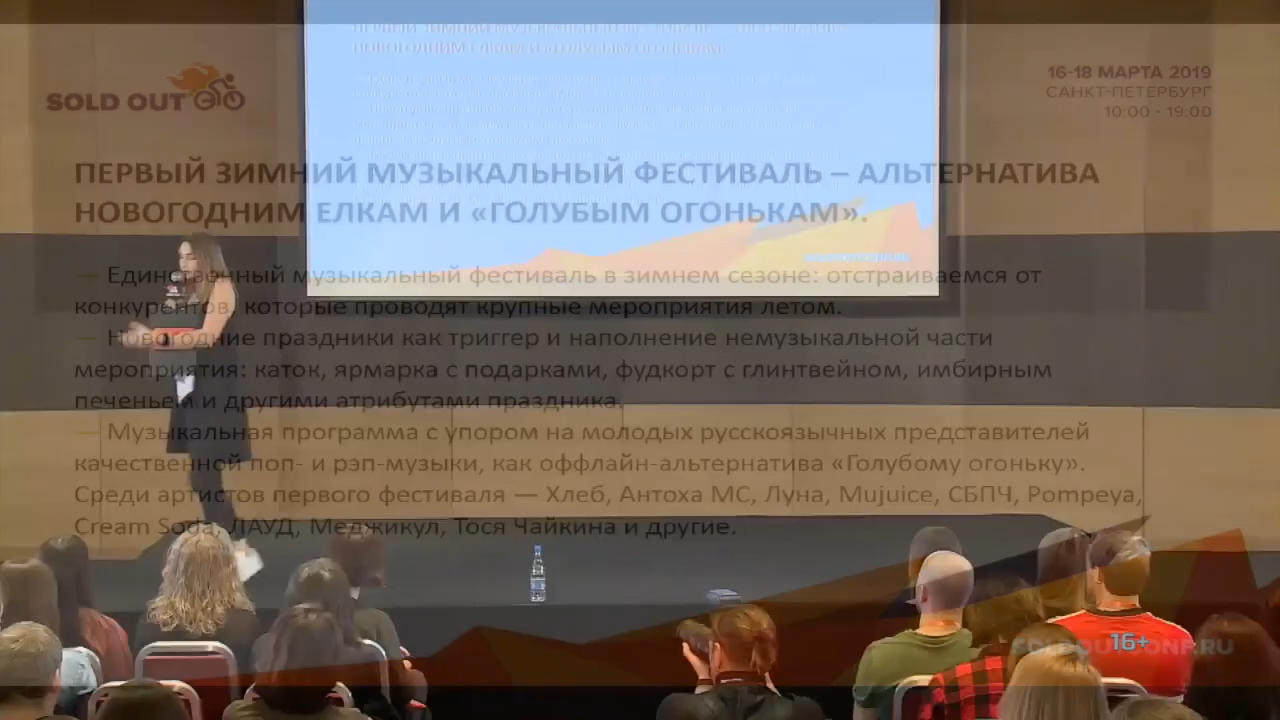 SOLD OUT
16-18 МАРТА 2019
САНКТ-ПЕТЕРБУРГ
10:00 - 19:00
ПЕРВЫЙ ЗИМНИЙ МУЗЫКАЛЬНЫЙ ФЕСТИВАЛЬ – АЛЬТЕРНАТИВА
НОВОГОДНИМ ЕЛКАМ И «ГОЛУБЫМ ОГОНЬКАМ».
— Единственный музыкальный фестиваль в зимнем сезоне: отстраиваемся от
конкурентов, которые проводят крупные мероприятия летом.
— Новогодние праздники как триггер и наполнение немузыкальной части
мероприятия: каток, ярмарка с подарками, фудкорт с глинтвейном, имбирным
печеньем и другими атрибутами праздника.
— Музыкальная программа с упором на молодых русскоязычных представителей
качественной поп- и рэп-музыки, как оффлайн-альтернатива «Голубому огоньку».
Среди артистов первого фестиваля — Хлеб, Антоха МС, Луна, Mujuice, СБПЧ, Pompeya,
Cream Soda, ЛАУД, Меджикул, Тося Чайкина и другие.
SOLDOUTCONF.RU
16+